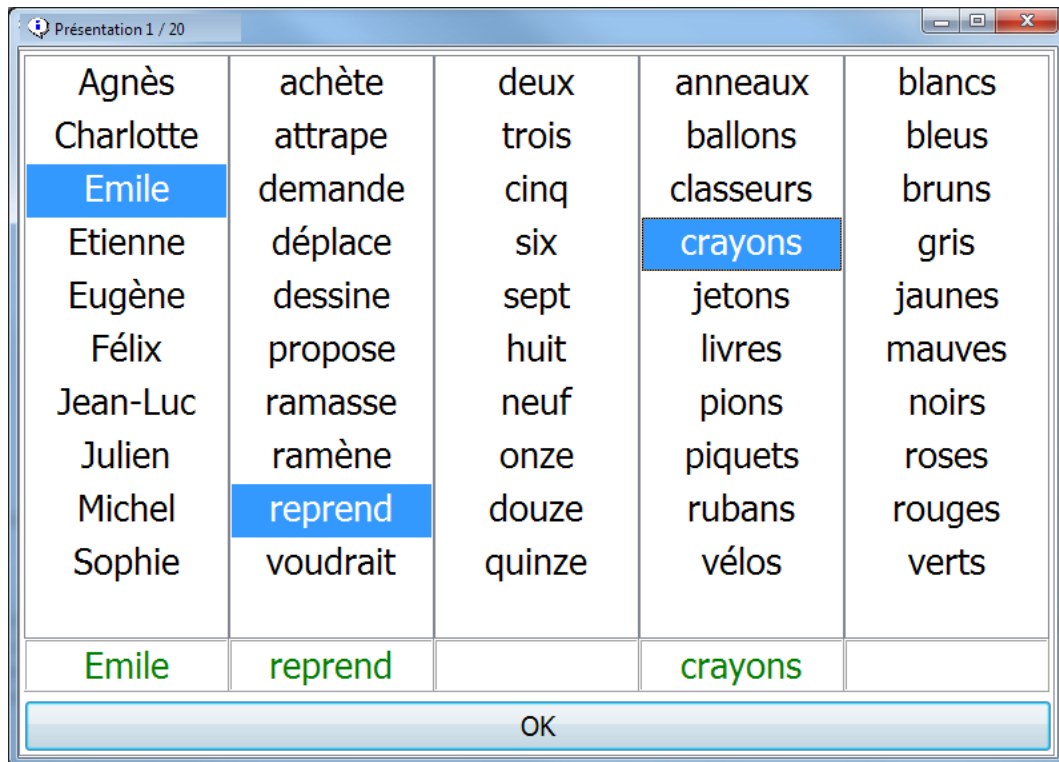 Présentation 1 / 20
Agnès achète deux anneaux blancs
Charlotte attrape trois ballons bleus
Emile demande cinq classeurs bruns
Etienne déplace six crayons gris
Eugène dessine sept jetons jaunes
Félix propose huit livres mauves
Jean-Luc ramasse neuf pions noirs
Julien ramène onze piquets roses
Michel reprend douze rubans rouges
Sophie voudrait quinze vélos verts
Emile reprend crayons
OK